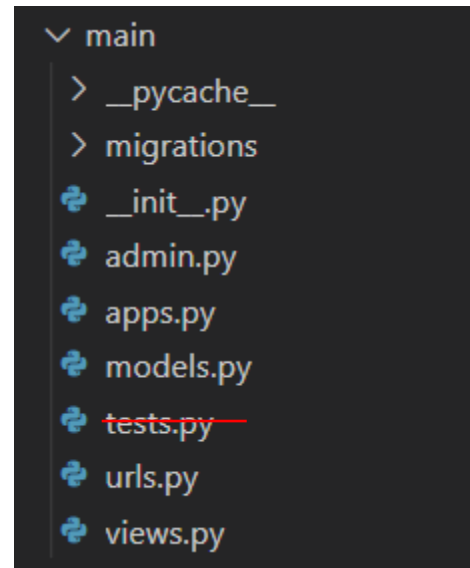 main
__pycache__
migrations
__init__.py
admin.py
apps.py
models.py
tests.py
urls.py
views.py